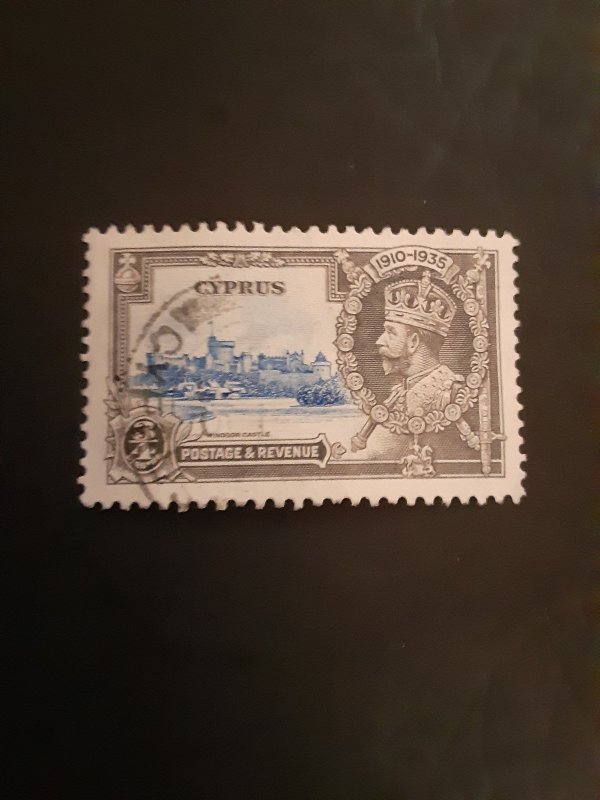 1910-1935
CYPRUS
WINDSOR CASTLE
POSTAGE & REVENUE